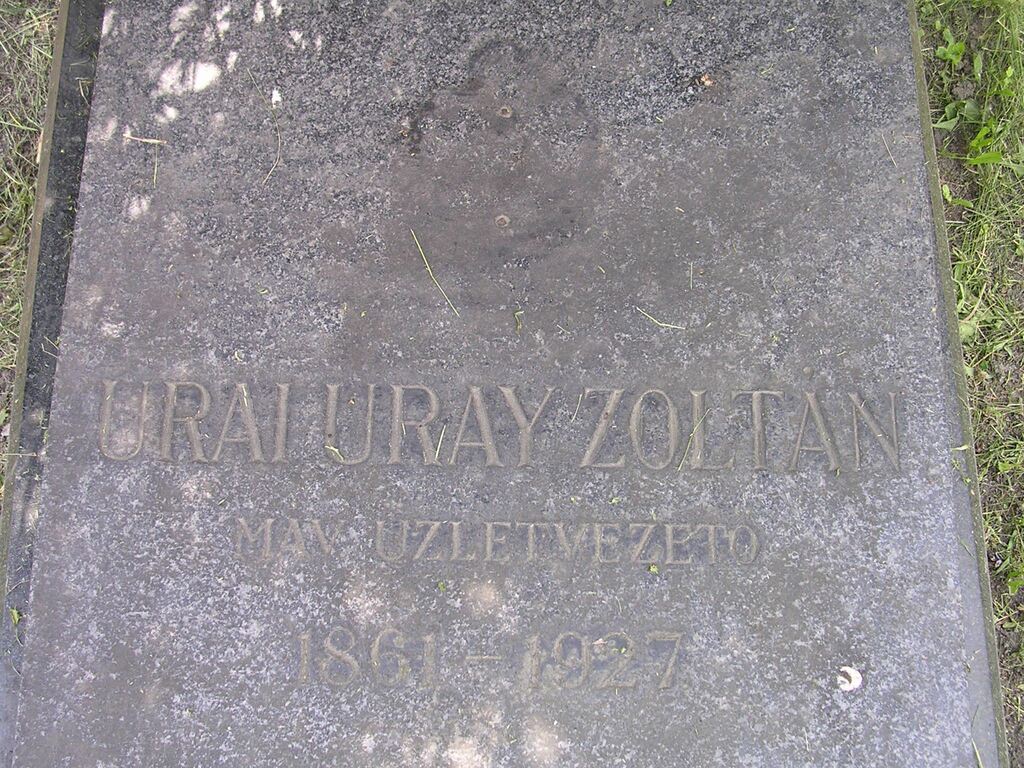 URAI URAY ZOLTÁN
MÁV ÜZLETVEZETŐ
1861 – 1927